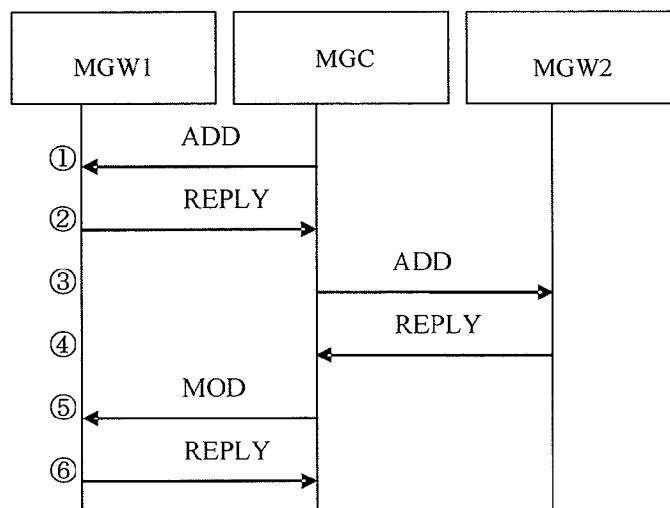 MGW1
MGC
MGW2
ADD
①
REPLY
②
ADD
③
REPLY
④
MOD
⑤
REPLY
⑥